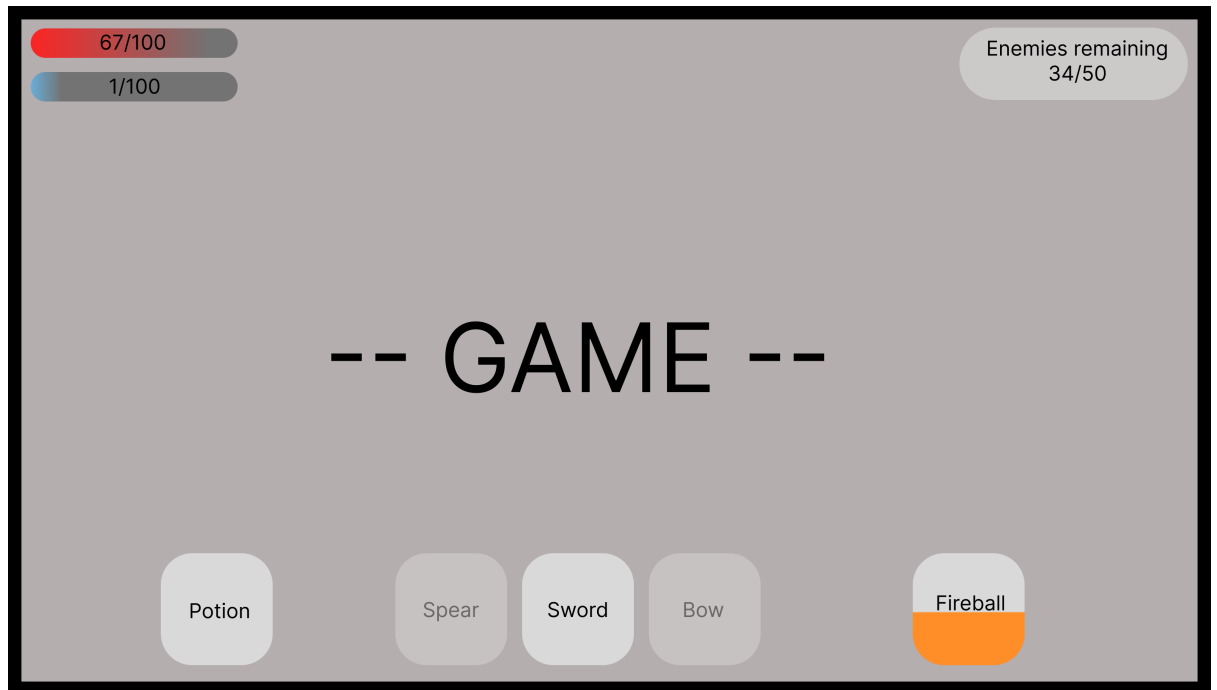 67/100
1/100
Enemies remaining
34/50
-- GAME --
Potion
Spear
Sword
Bow
Fireball